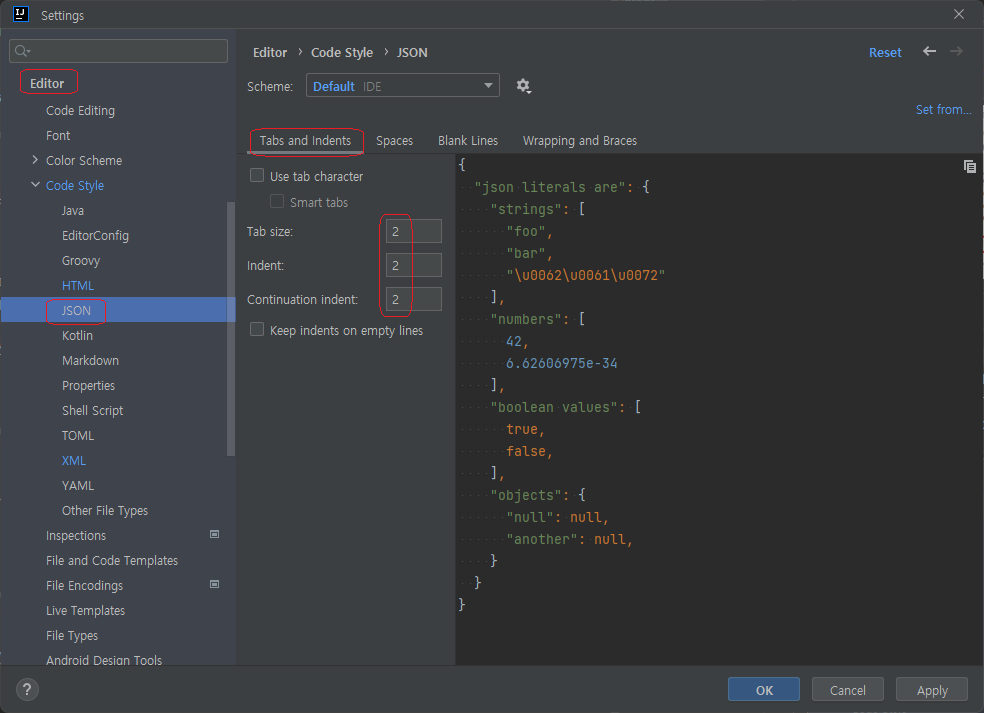 Settings
Editor
Code Editing
Font
Color Scheme
Code Style
Java
EditorConfig
Groovy
HTML
JSON
Kotlin
Markdown
Properties
Shell Script
TOML
XML
YAML
Other File Types
Inspections
File and Code Templates
File Encodings
Live Templates
File Types
Android Design Tools
Editor › Code Style › JSON
Reset
Scheme: Default IDE
Set from...
Tabs and Indents Spaces Blank Lines Wrapping and Braces
Use tab character
Smart tabs
Tab size: 2
Indent: 2
Continuation indent: 2
Keep indents on empty lines
{
"json literals are": {
"strings": [
"foo",
"bar",
"\u0062\u0061\u0072"
],
"numbers": [
42,
6.62606975e-34
],
"boolean values": [
true,
false,
],
"objects": {
"null": null,
"another": null,
}
}
}
? OK Cancel Apply